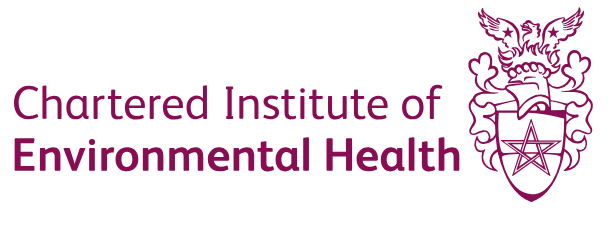 Chartered Institute of
Environmental Health